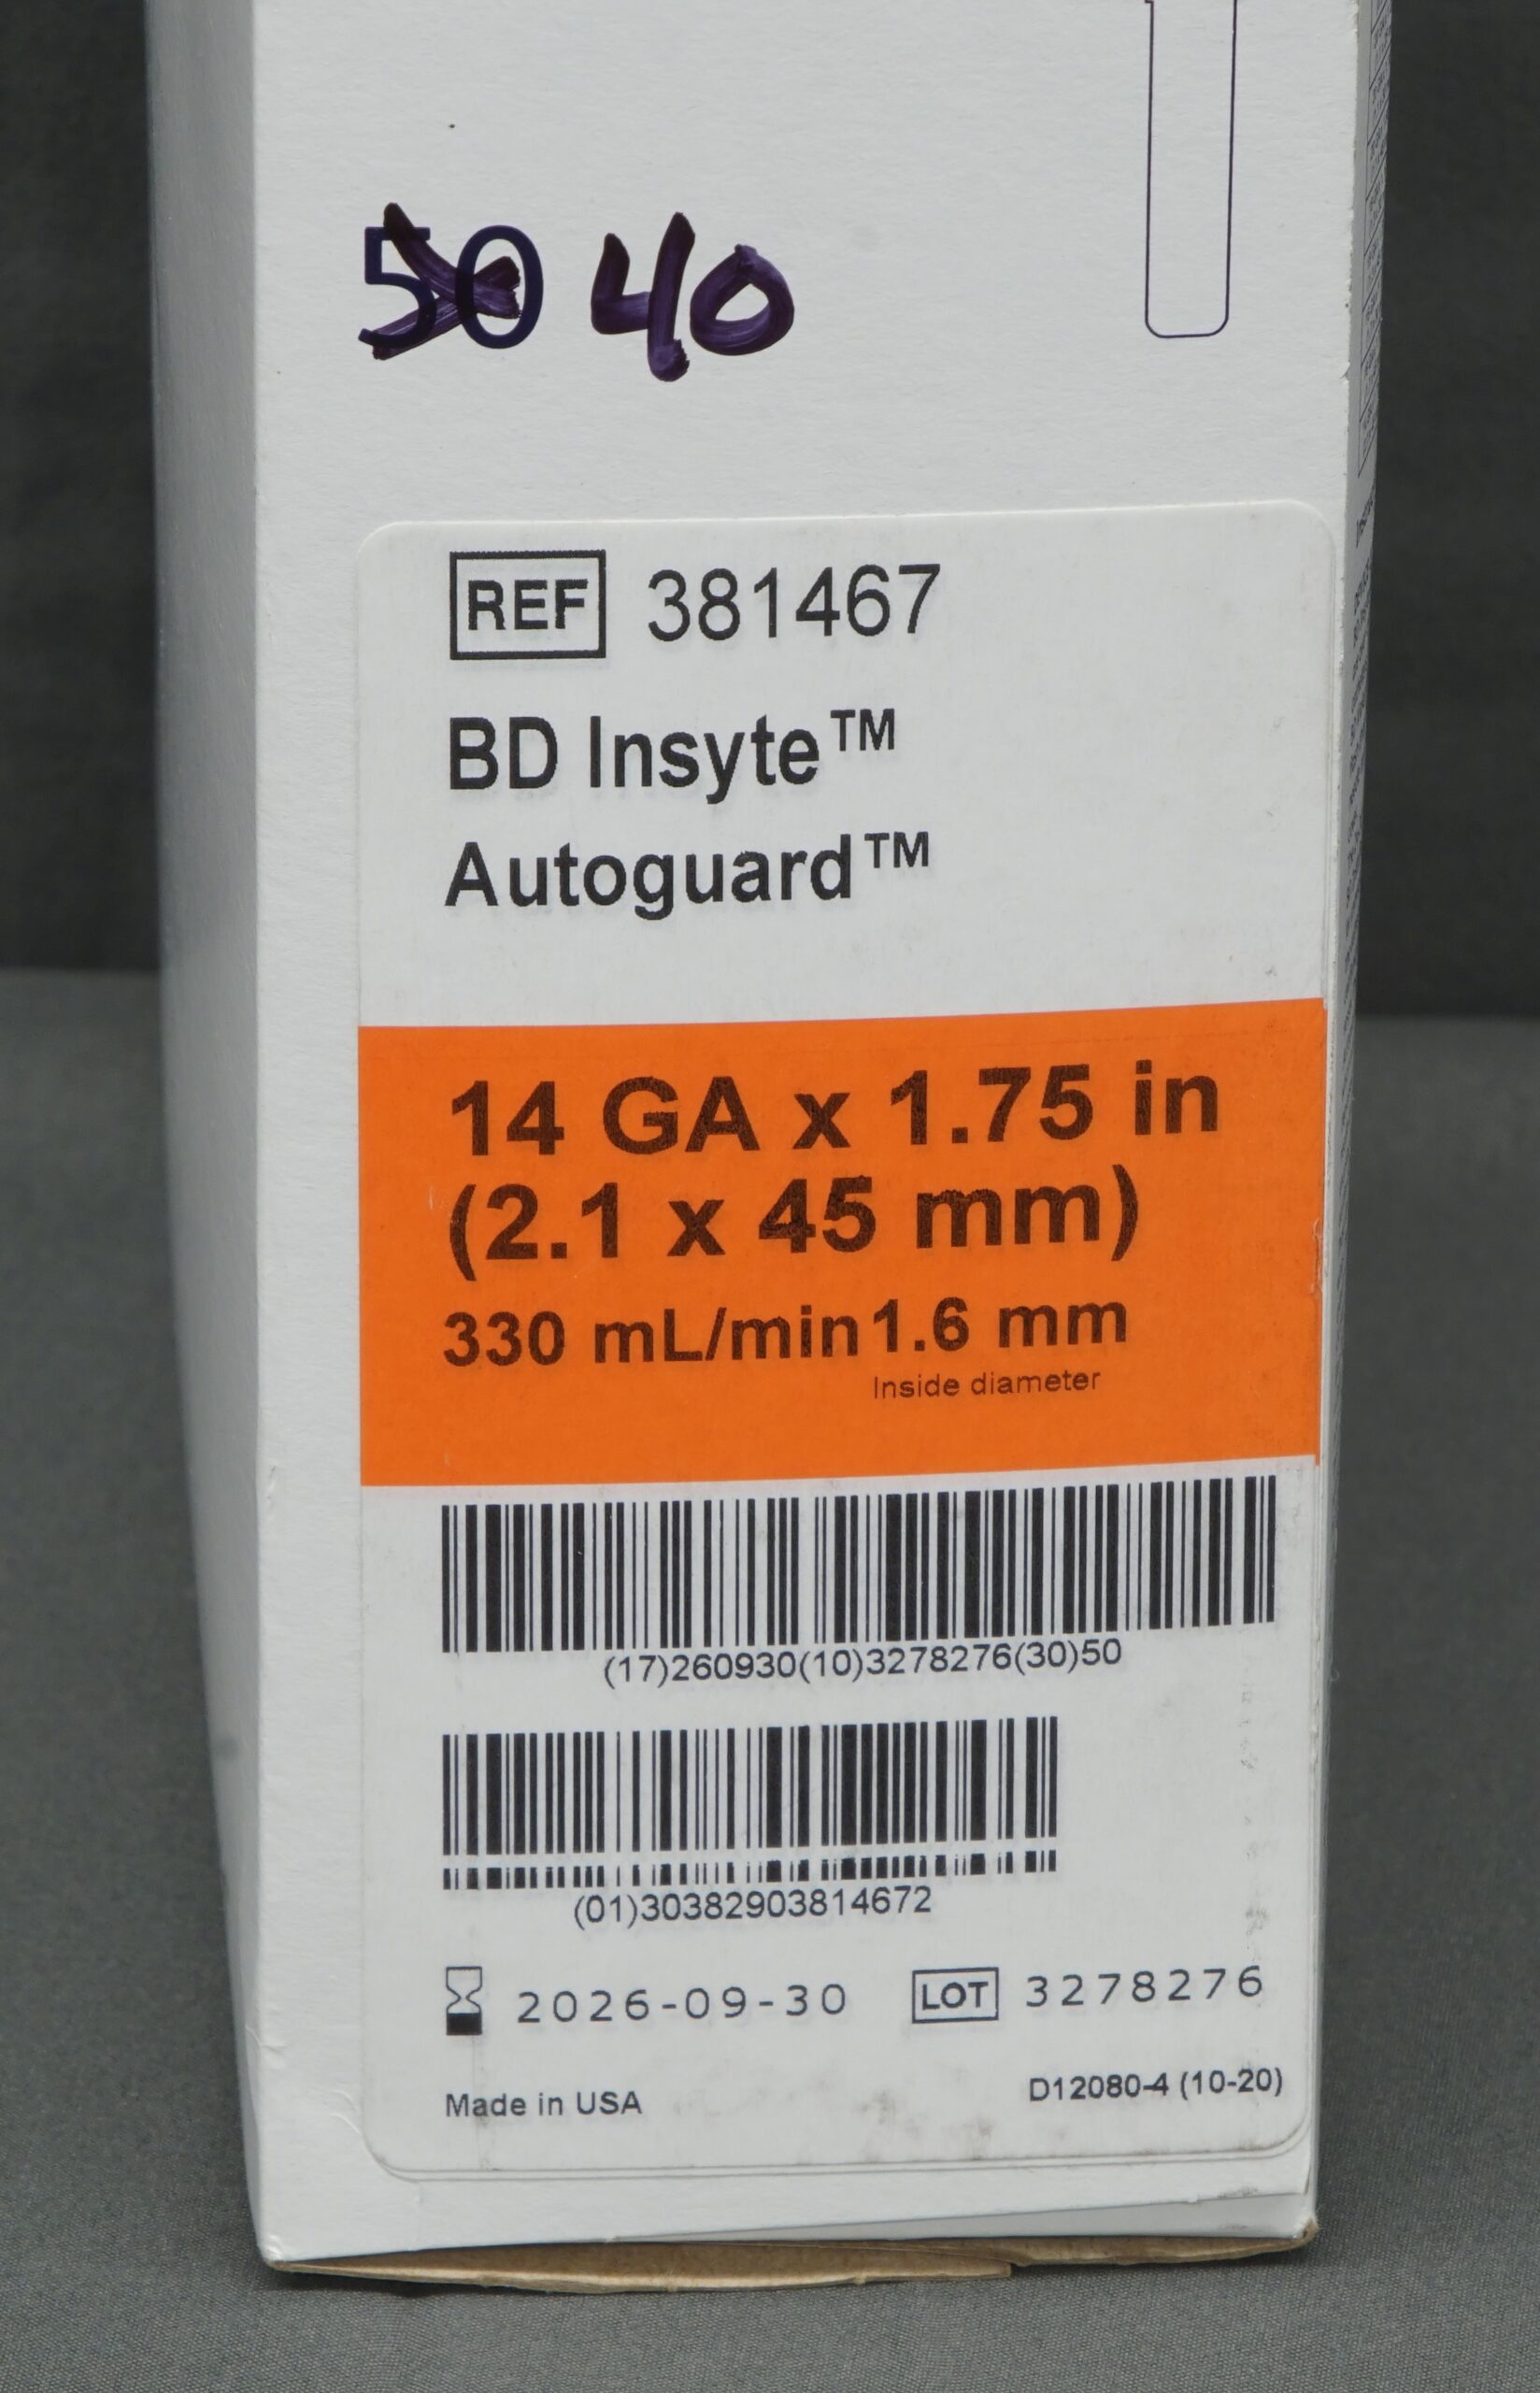 50 40
REF 381467
BD Insyte™
Autoguard™
14 GA x 1.75 in
(2.1 x 45 mm)
330 mL/min 1.6 mm
Inside diameter
(17)260930(10)3278276(30)50
(01)30382903814672
2026-09-30 LOT 3278276
Made in USA D12080-4 (10-20)